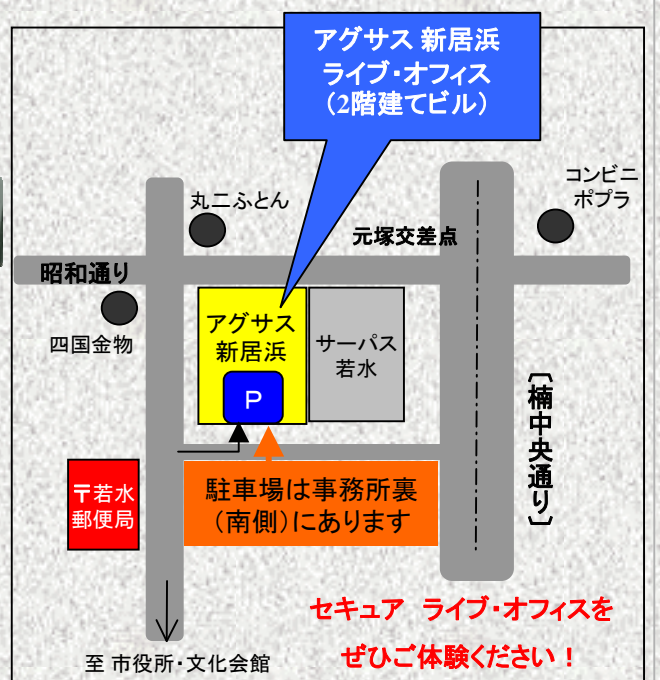 アグサス 新居浜
ライブ・オフィス
（2階建てビル）
コンビニ
ポプラ
丸二ふとん
元塚交差点
昭和通り
四国金物
アグサス
新居浜
サーパス
若水
P
〔楠中央通り〕
〒若水
郵便局
駐車場は事務所裏
（南側）にあります
セキュア ライブ・オフィスを
ぜひご体験ください！
至 市役所・文化会館